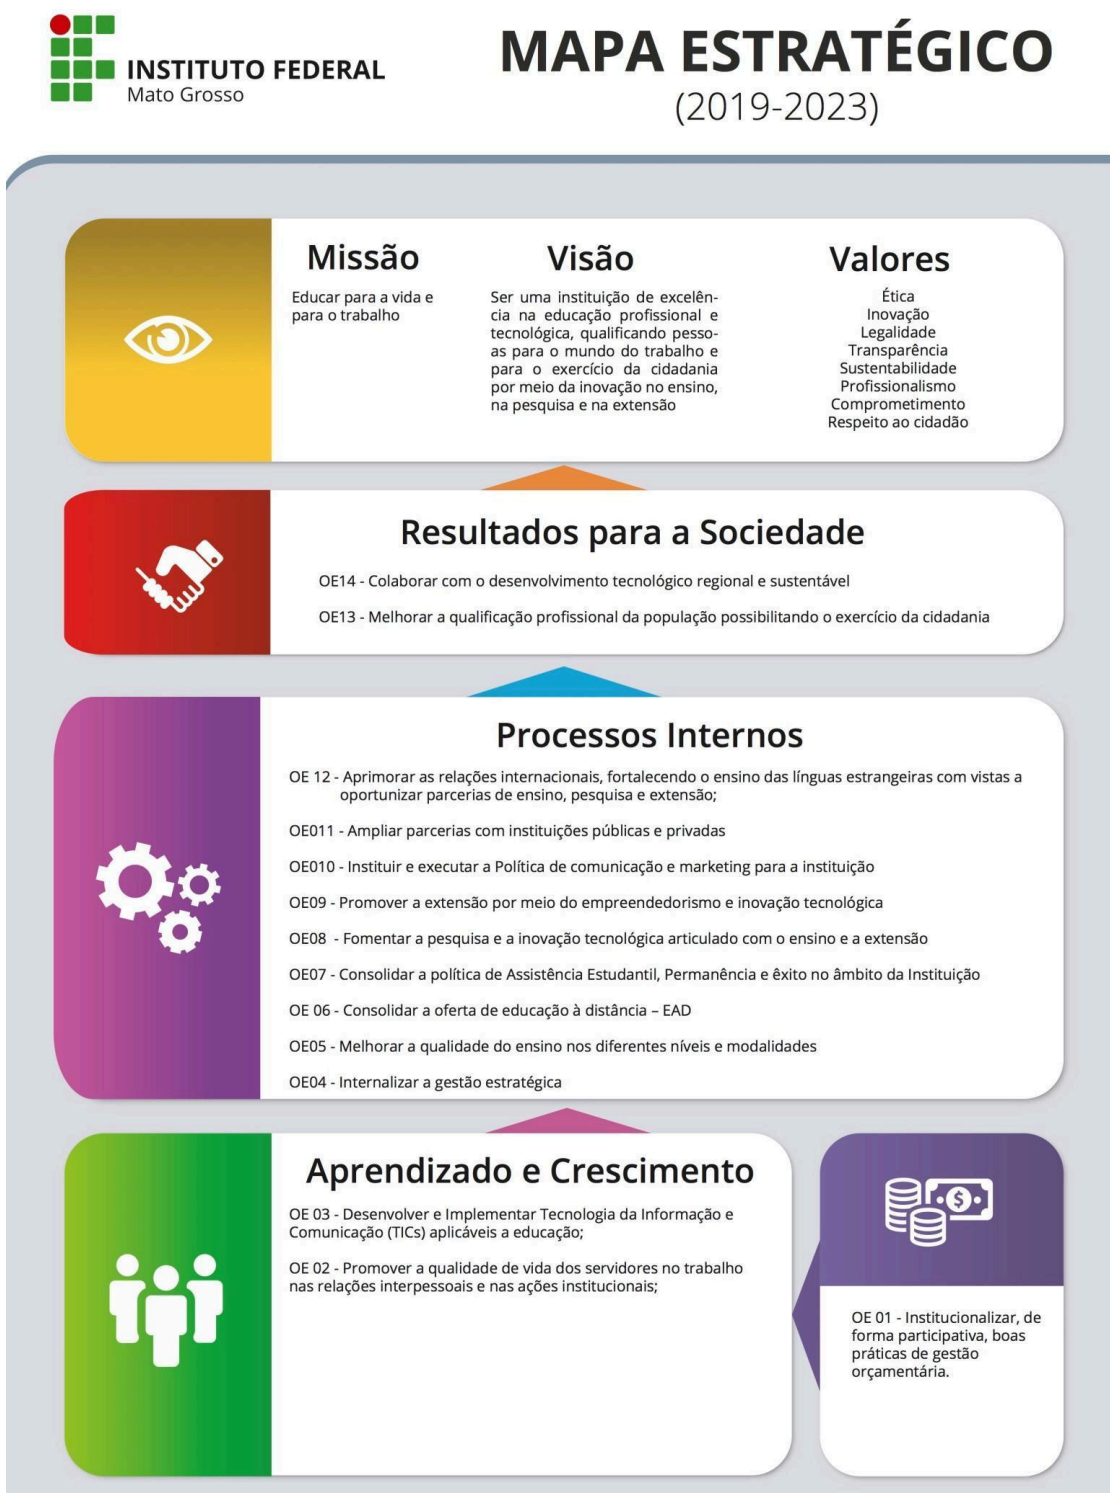 INSTITUTO FEDERAL
Mato Grosso
MAPA ESTRATÉGICO
(2019-2023)
Missão
Educar para a vida e
para o trabalho
Visão
Ser uma instituição de excelên-
cia na educação profissional e
tecnológica, qualificando pesso-
as para o mundo do trabalho e
para o exercício da cidadania
por meio da inovação no ensino,
na pesquisa e na extensão
Valores
Ética
Inovação
Legalidade
Transparência
Sustentabilidade
Profissionalismo
Comprometimento
Respeito ao cidadão
Resultados para a Sociedade
OE14 - Colaborar com o desenvolvimento tecnológico regional e sustentável
OE13 - Melhorar a qualificação profissional da população possibilitando o exercício da cidadania
Processos Internos
OE 12 - Aprimorar as relações internacionais, fortalecendo o ensino das línguas estrangeiras com vistas a
oportunizar parcerias de ensino, pesquisa e extensão;
OE011 - Ampliar parcerias com instituições públicas e privadas
OE010 - Instituir e executar a Política de comunicação e marketing para a instituição
OE09 - Promover a extensão por meio do empreendedorismo e inovação tecnológica
OE08 - Fomentar a pesquisa e a inovação tecnológica articulado com o ensino e a extensão
OE07 - Consolidar a política de Assistência Estudantil, Permanência e êxito no âmbito da Instituição
OE 06 - Consolidar a oferta de educação à distância – EAD
OE05 - Melhorar a qualidade do ensino nos diferentes níveis e modalidades
OE04 - Internalizar a gestão estratégica
Aprendizado e Crescimento
OE 03 - Desenvolver e Implementar Tecnologia da Informação e
Comunicação (TICs) aplicáveis a educação;
OE 02 - Promover a qualidade de vida dos servidores no trabalho
nas relações interpessoais e nas ações institucionais;
$
OE 01 - Institucionalizar, de
forma participativa, boas
práticas de gestão
orçamentária.